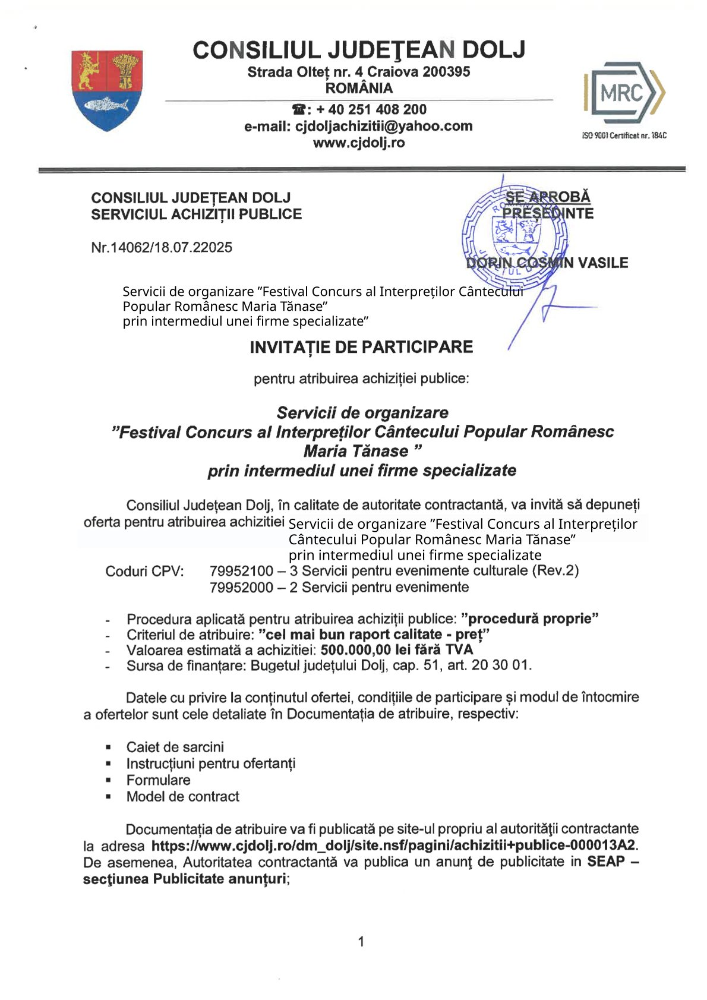 CONSILIUL JUDEŢEAN DOLJ
Strada Olteț nr. 4 Craiova 200395
ROMÂNIA
☎: + 40 251 408 200
e-mail: cjdoljachizitii@yahoo.com
www.cjdolj.ro
MRC
ISO 9001 Certificat nr. 184C
CONSILIUL JUDEȚEAN DOLJ
SERVICIUL ACHIZIȚII PUBLICE
SE APROBĂ
PREȘEDINTE
Nr.14062/18.07.22025
DORIN COSMIN VASILE
ROMÂNIA
JUDEȚUL DOLJ
Servicii de organizare ”Festival Concurs al Interpreților Cântecului
Popular Românesc Maria Tănase”
prin intermediul unei firme specializate”
INVITAȚIE DE PARTICIPARE
pentru atribuirea achiziției publice:
Servicii de organizare
”Festival Concurs al Interpreților Cântecului Popular Românesc
Maria Tănase ”
prin intermediul unei firme specializate
Consiliul Județean Dolj, în calitate de autoritate contractantă, va invită să depuneți
oferta pentru atribuirea achizitiei Servicii de organizare ”Festival Concurs al Interpreților
Cântecului Popular Românesc Maria Tănase”
prin intermediul unei firme specializate
Coduri CPV: 79952100 – 3 Servicii pentru evenimente culturale (Rev.2)
79952000 – 2 Servicii pentru evenimente
- Procedura aplicată pentru atribuirea achiziții publice: ”procedură proprie”
- Criteriul de atribuire: ”cel mai bun raport calitate - preț”
- Valoarea estimată a achizitiei: 500.000,00 lei fără TVA
- Sursa de finanțare: Bugetul județului Dolj, cap. 51, art. 20 30 01.
Datele cu privire la conținutul ofertei, condițiile de participare și modul de întocmire
a ofertelor sunt cele detaliate în Documentația de atribuire, respectiv:
▪ Caiet de sarcini
▪ Instrucțiuni pentru ofertanți
▪ Formulare
▪ Model de contract
Documentația de atribuire va fi publicată pe site-ul propriu al autorităţii contractante
la adresa https://www.cjdolj.ro/dm_dolj/site.nsf/pagini/achizitii+publice-000013A2.
De asemenea, Autoritatea contractantă va publica un anunţ de publicitate in SEAP –
secţiunea Publicitate anunțuri;
1